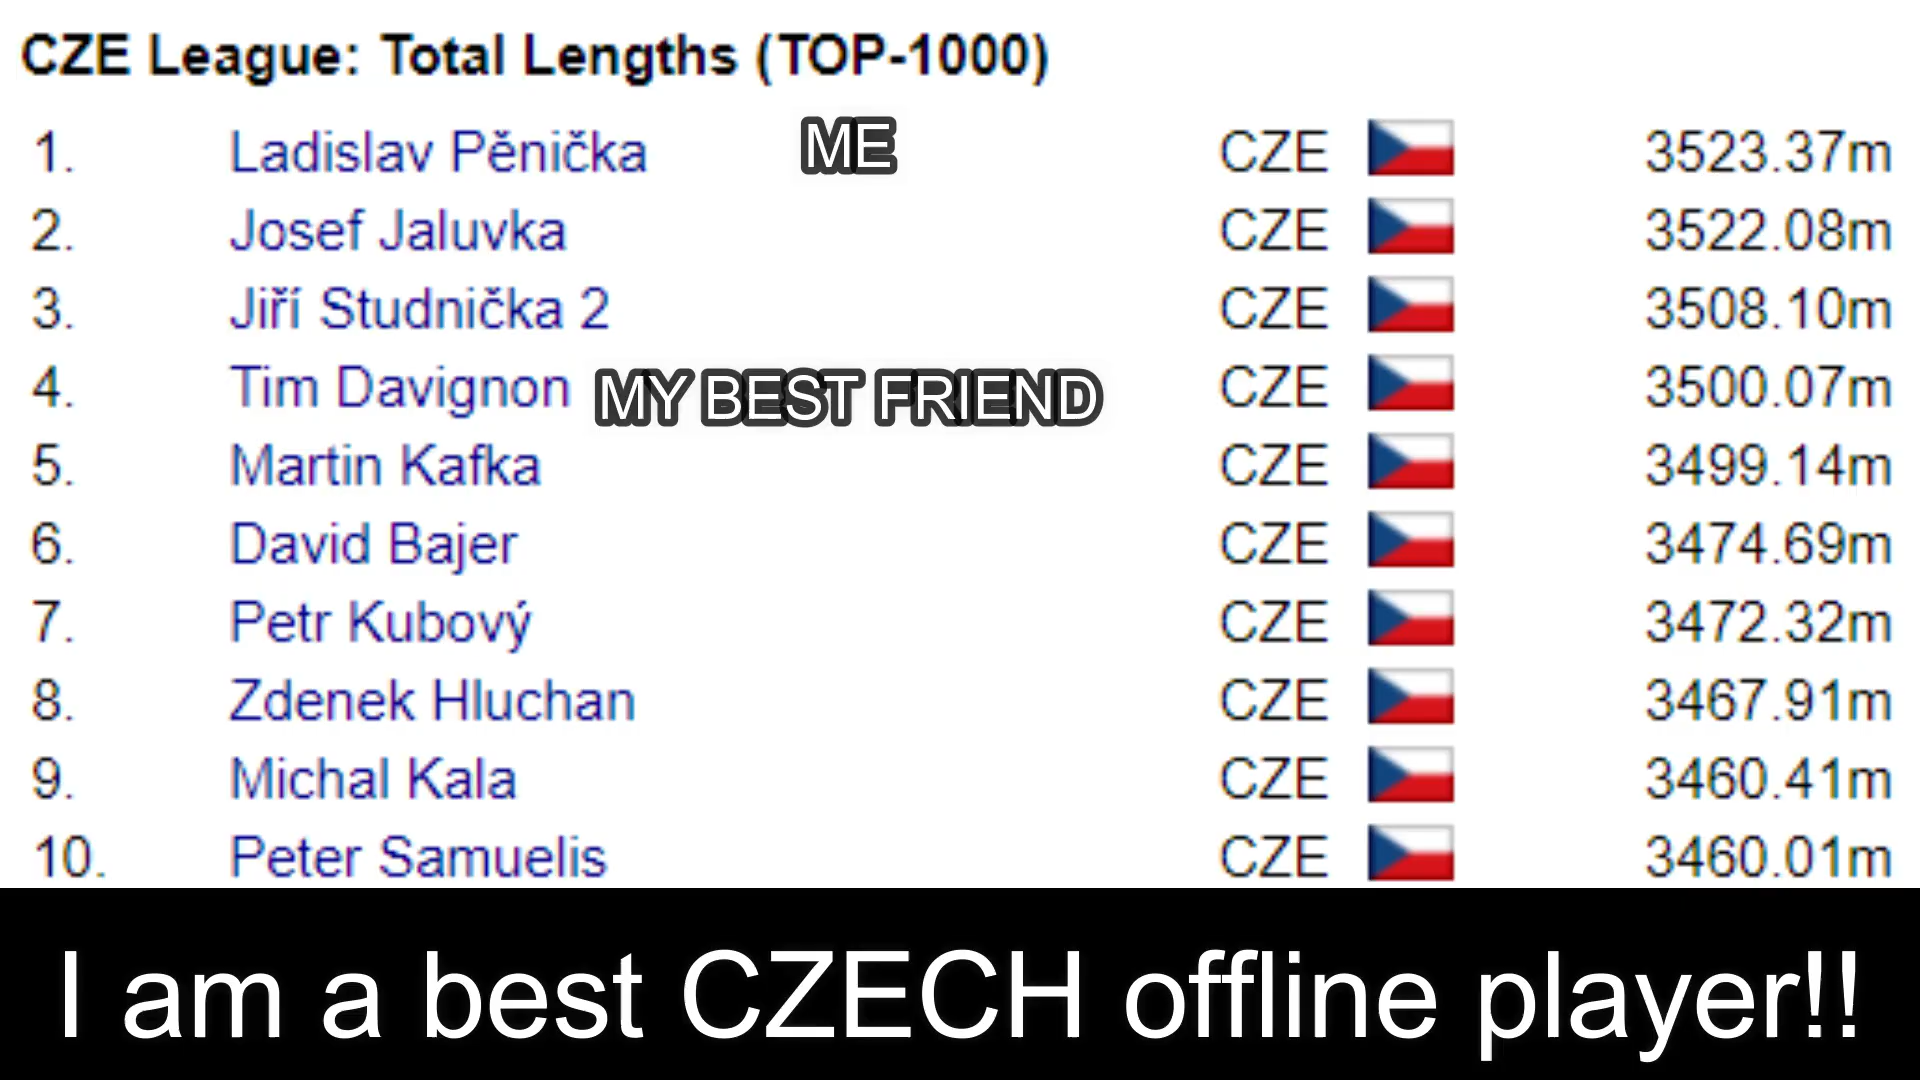 CZE League: Total Lengths (TOP-1000)
1. Ladislav Pěnička ME CZE 3523.37m
2. Josef Jaluvka CZE 3522.08m
3. Jiří Studnička 2 CZE 3508.10m
4. Tim Davignon MY BEST FRIEND CZE 3500.07m
5. Martin Kafka CZE 3499.14m
6. David Bajer CZE 3474.69m
7. Petr Kubový CZE 3472.32m
8. Zdenek Hluchan CZE 3467.91m
9. Michal Kala CZE 3460.41m
10. Peter Samuelis CZE 3460.01m
I am a best CZECH offline player!!